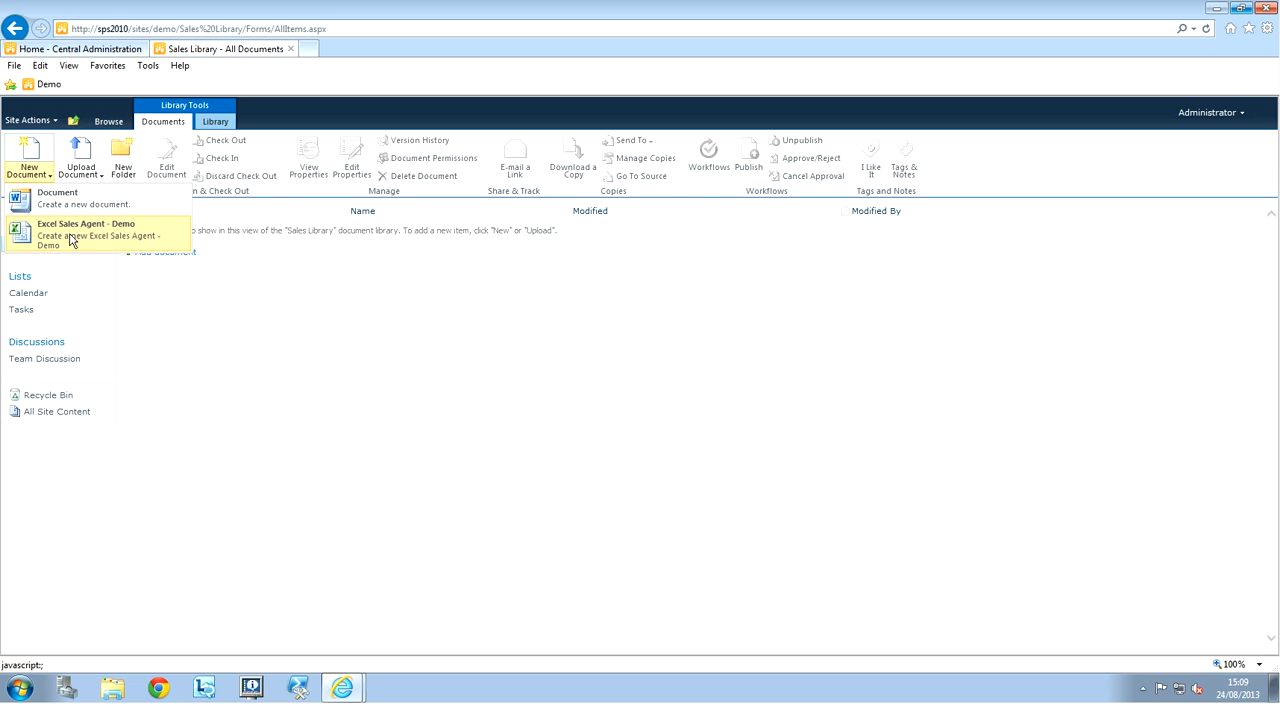 http://sps2010/sites/demo/Sales%20Library/Forms/AllItems.aspx
Home - Central Administration
Sales Library - All Documents
File Edit View Favorites Tools Help
Demo
Library Tools
Site Actions Browse Documents Library Administrator
New Document
Upload Document
New Folder
Edit Document
Check Out
Check In
Discard Check Out
View Properties
Edit Properties
Version History
Document Permissions
Delete Document
E-mail a Link
Download a Copy
Send To
Manage Copies
Go To Source
Workflows
Publish
Unpublish
Approve/Reject
Cancel Approval
I Like It
Tags & Notes
n & Check Out
Manage
Share & Track
Copies
Workflows
Tags and Notes
Document
Create a new document.
Excel Sales Agent - Demo
Create a new Excel Sales Agent -
Demo
Name Modified Modified By
to show in this view of the "Sales Library" document library. To add a new item, click "New" or "Upload".
Add document
Lists
Calendar
Tasks
Discussions
Team Discussion
Recycle Bin
All Site Content
javascript:;
100%
15:09
24/08/2013